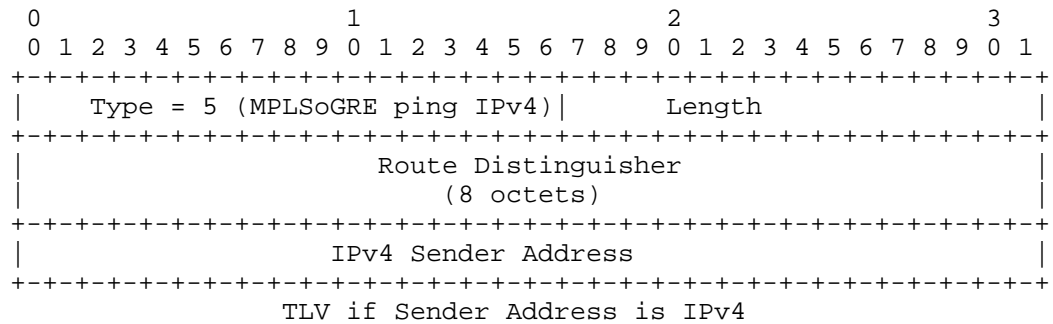 0                   1                   2                   3
0 1 2 3 4 5 6 7 8 9 0 1 2 3 4 5 6 7 8 9 0 1 2 3 4 5 6 7 8 9 0 1
+-+-+-+-+-+-+-+-+-+-+-+-+-+-+-+-+-+-+-+-+-+-+-+-+-+-+-+-+-+-+-+-+
|    Type = 5 (MPLSoGRE ping IPv4)|      Length                 |
+-+-+-+-+-+-+-+-+-+-+-+-+-+-+-+-+-+-+-+-+-+-+-+-+-+-+-+-+-+-+-+-+
|                      Route Distinguisher                      |
|                          (8 octets)                           |
+-+-+-+-+-+-+-+-+-+-+-+-+-+-+-+-+-+-+-+-+-+-+-+-+-+-+-+-+-+-+-+-+
|                   IPv4 Sender Address                         |
+-+-+-+-+-+-+-+-+-+-+-+-+-+-+-+-+-+-+-+-+-+-+-+-+-+-+-+-+-+-+-+-+
TLV if Sender Address is IPv4